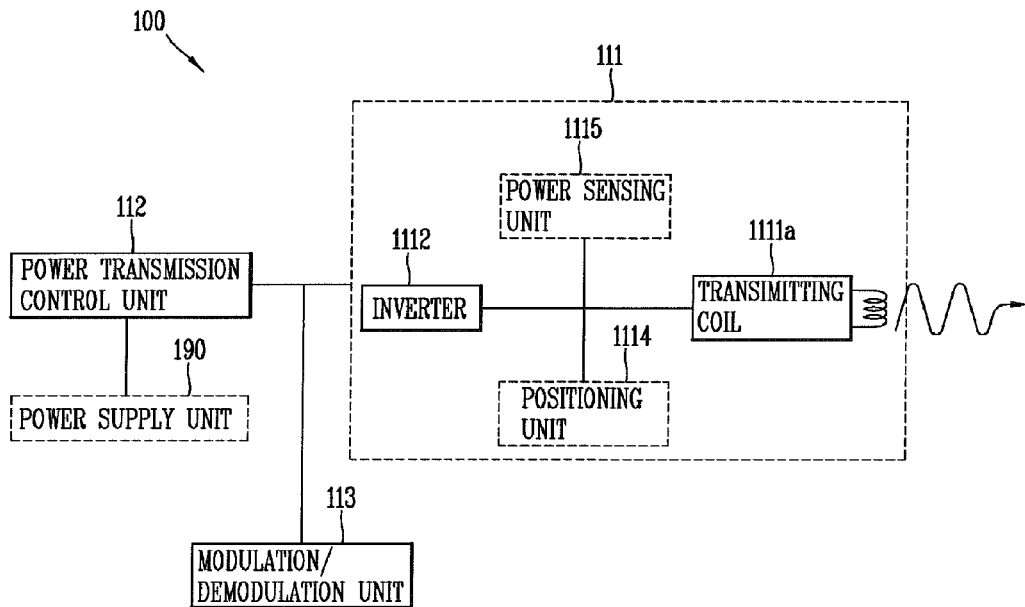 100
111
1115
POWER SENSING
UNIT
112
POWER TRANSMISSION
CONTROL UNIT
1112
INVERTER
1111a
TRANSIMITTING
COIL
190
POWER SUPPLY UNIT
1114
POSITIONING
UNIT
113
MODULATION/
DEMODULATION UNIT